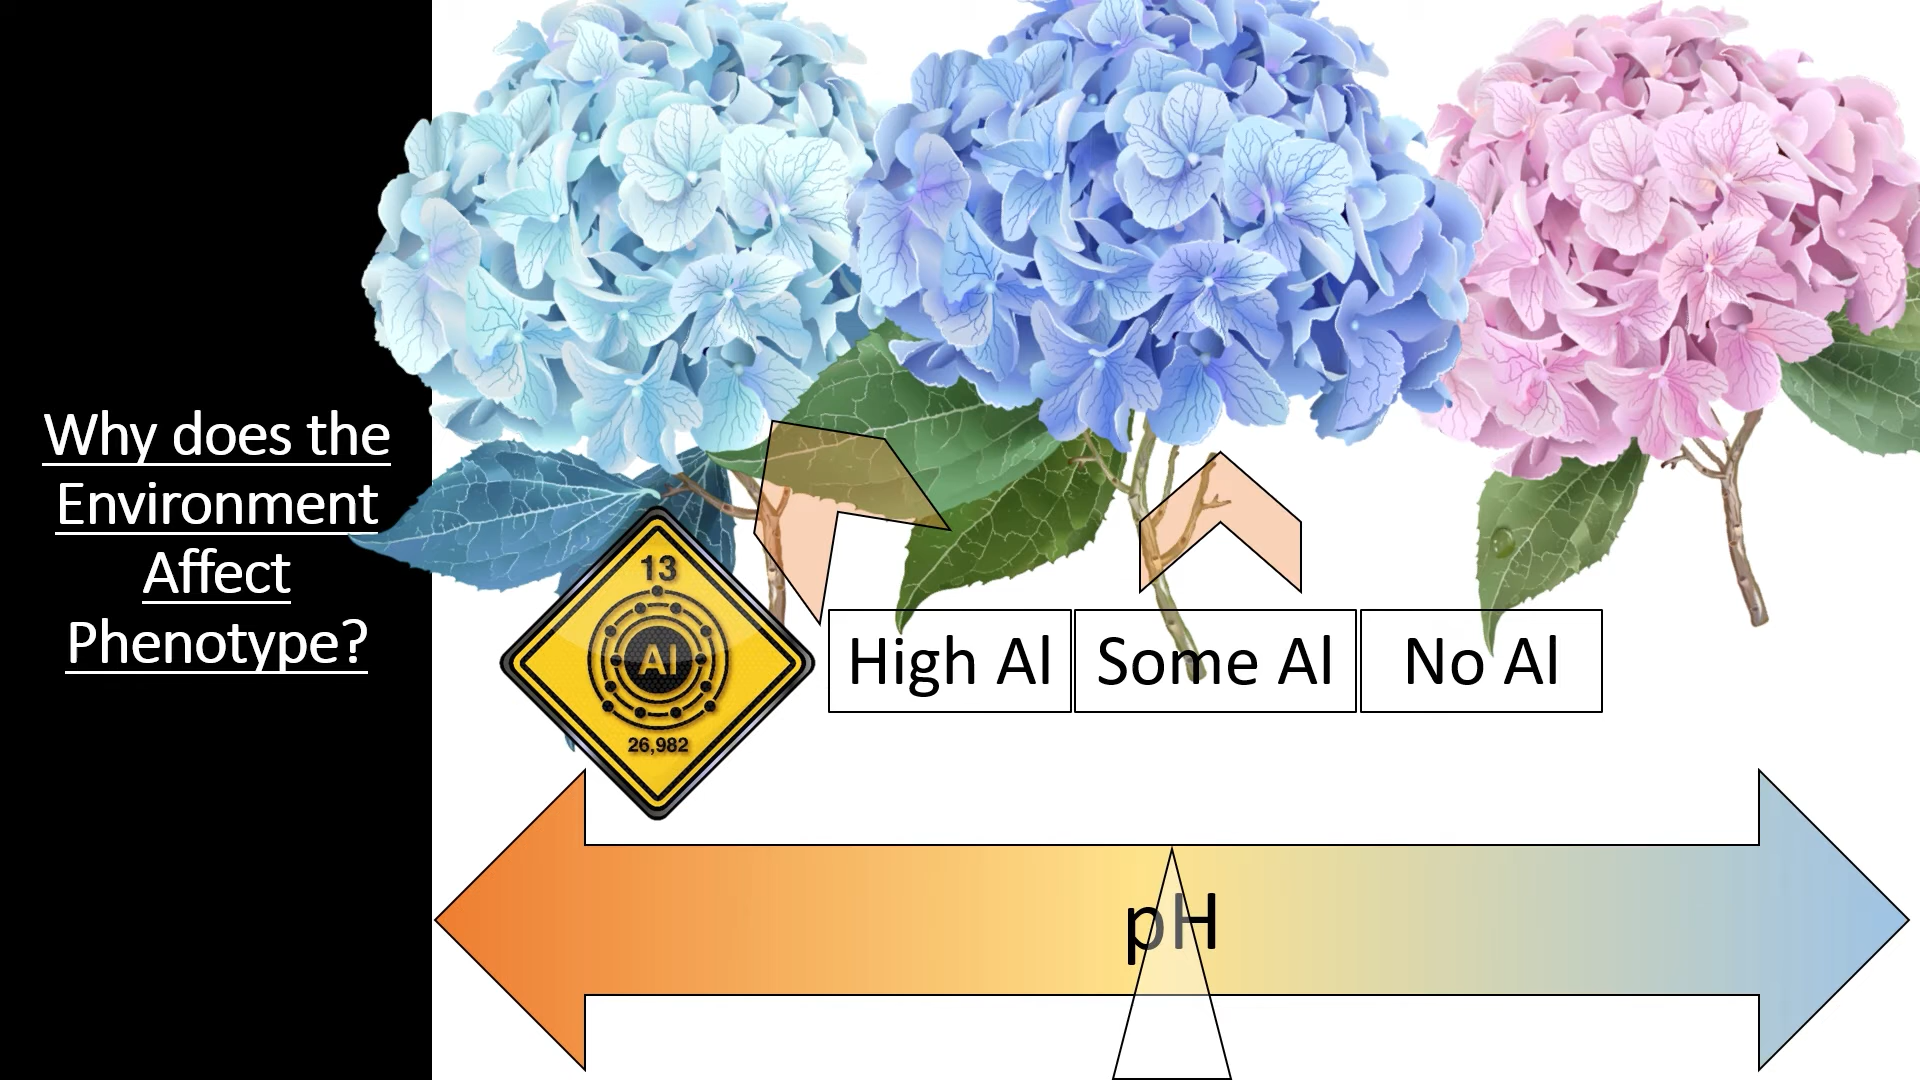 Why does the
Environment
Affect
Phenotype?
13
Al
26,982
High Al
Some Al
No Al
pH